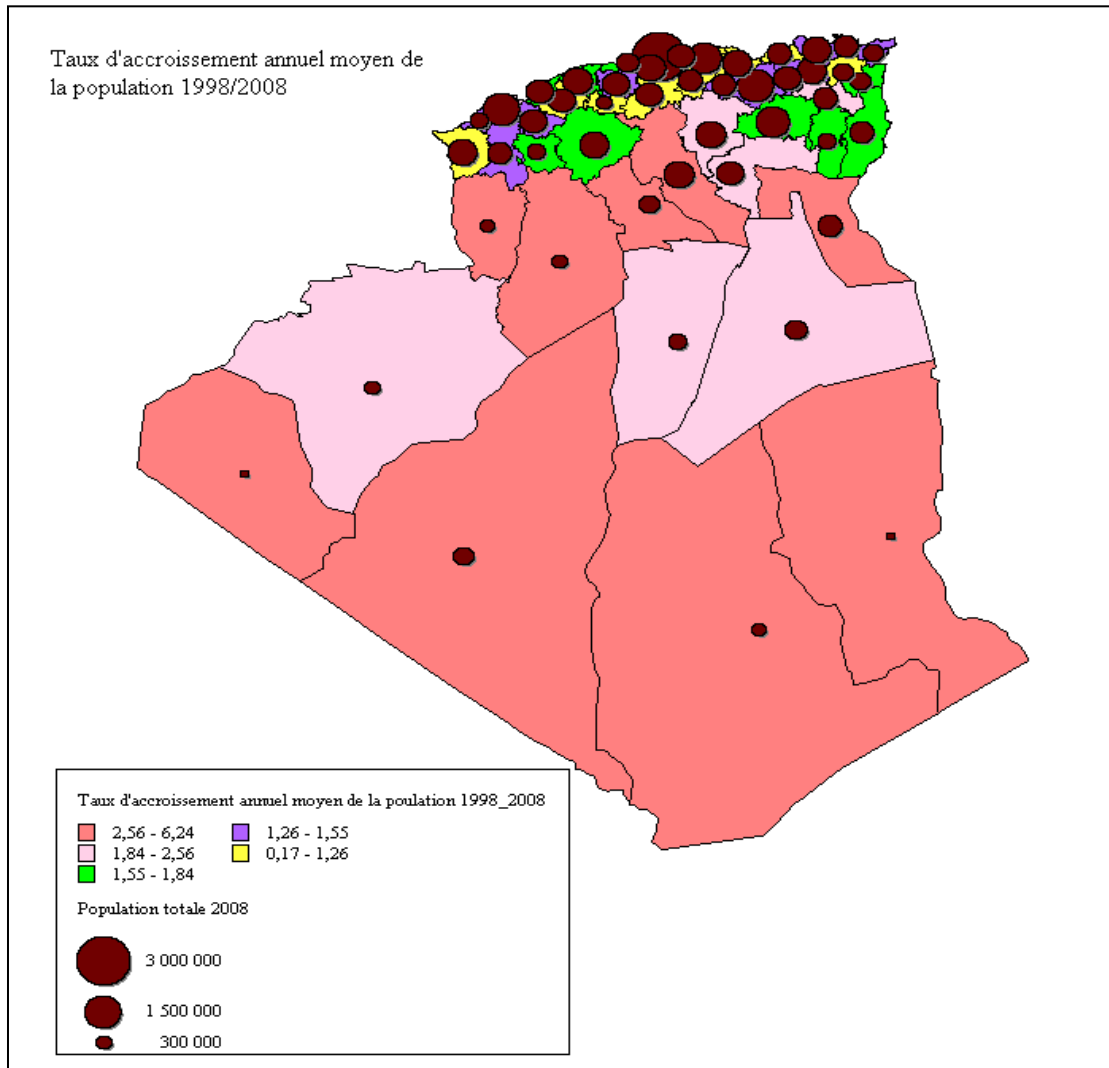 Taux d'accroissement annuel moyen de
la population 1998/2008
Taux d'accroissement annuel moyen de la poulation 1998_2008
2,56 - 6,24
1,84 - 2,56
1,55 - 1,84
1,26 - 1,55
0,17 - 1,26
Population totale 2008
3 000 000
1 500 000
300 000